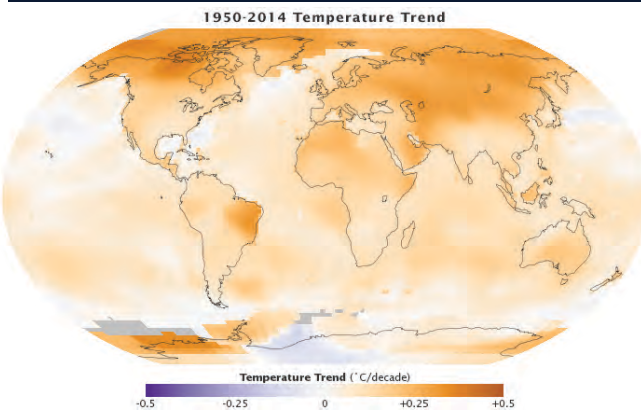 1950-2014 Temperature Trend
Temperature Trend (˚C/decade)
-0.5 -0.25 0 +0.25 +0.5